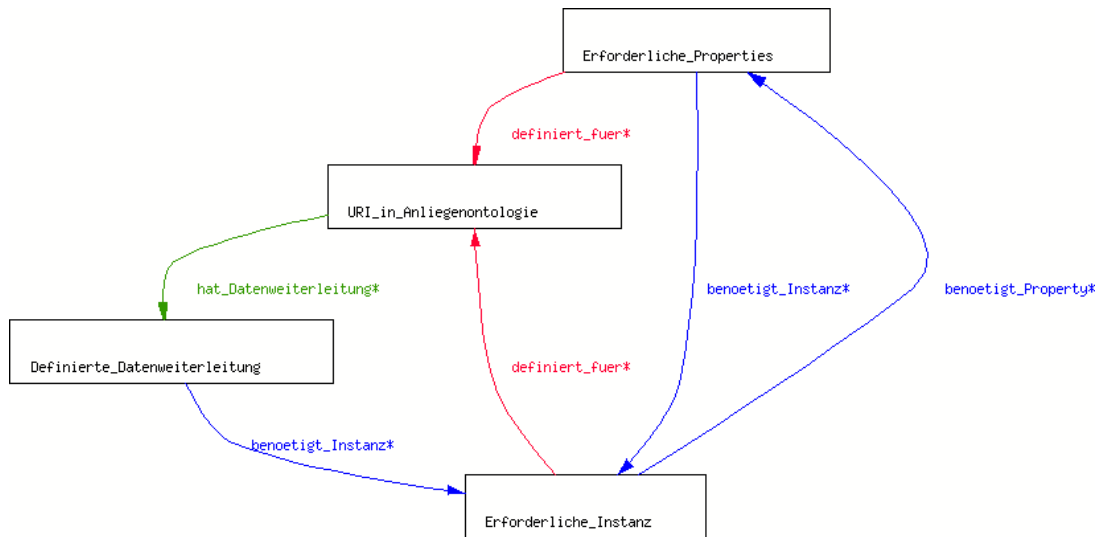 Erforderliche_Properties
definiert_fuer*
URI_in_Anliegenontologie
hat_Datenweiterleitung*
benoetigt_Instanz*
benoetigt_Property*
Definierte_Datenweiterleitung
definiert_fuer*
benoetigt_Instanz*
Erforderliche_Instanz